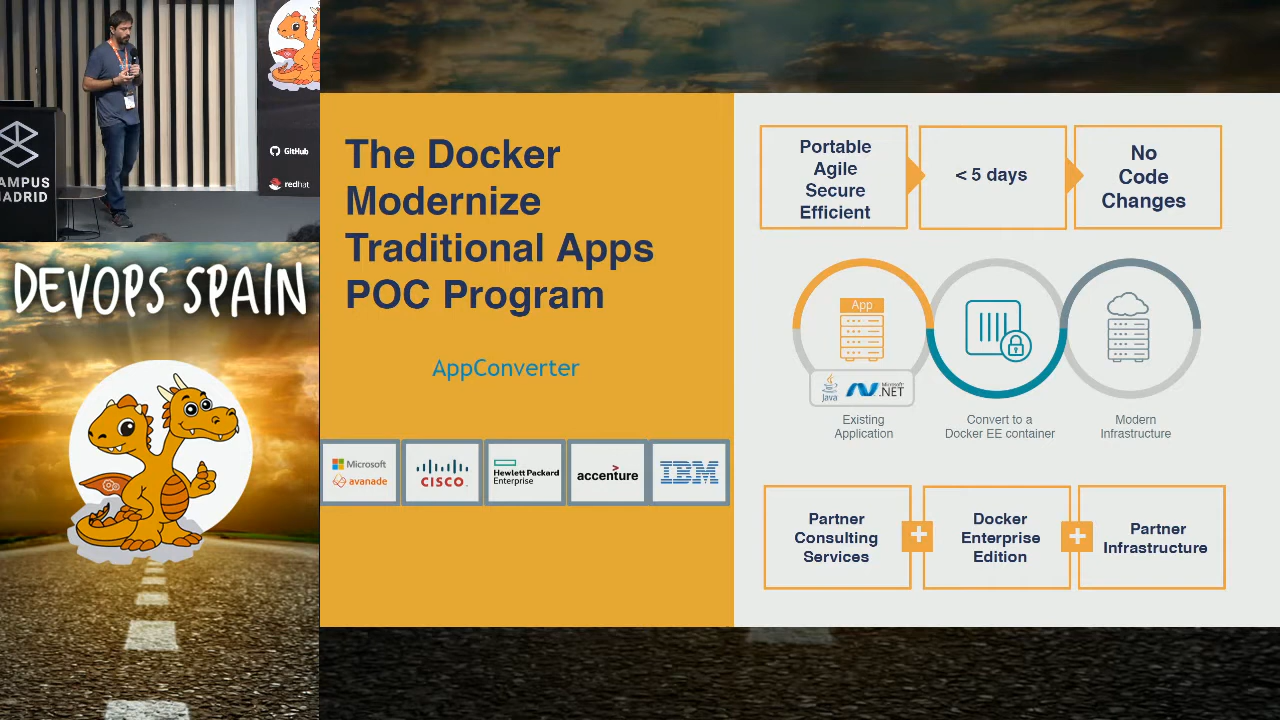 GitHub
redhat
AMPUS
MADRID
DEVOPS SPAIN
The Docker
Modernize
Traditional Apps
POC Program
AppConverter
Microsoft
avanade
CISCO
Hewlett Packard
Enterprise
accenture
IBM
Portable
Agile
Secure
Efficient
< 5 days
No
Code
Changes
App
Java
Microsoft
.NET
Existing
Application
Convert to a
Docker EE container
Modern
Infrastructure
Partner
Consulting
Services
+
Docker
Enterprise
Edition
+
Partner
Infrastructure